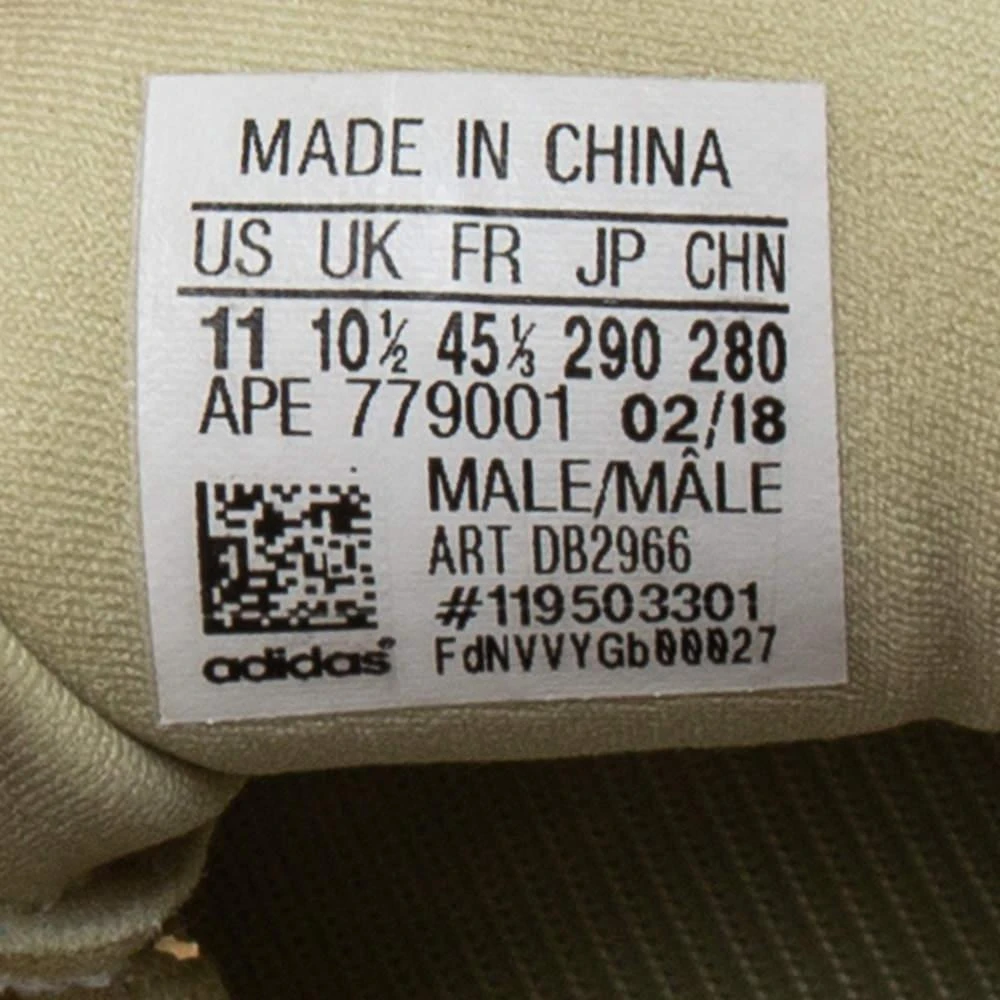 MADE IN CHINA
US UK FR JP CHN
11 10½ 45⅓ 290 280
APE 779001 02/18
MALE/MÂLE
ART DB2966
#119503301
adidas® FdNVVYGb00027